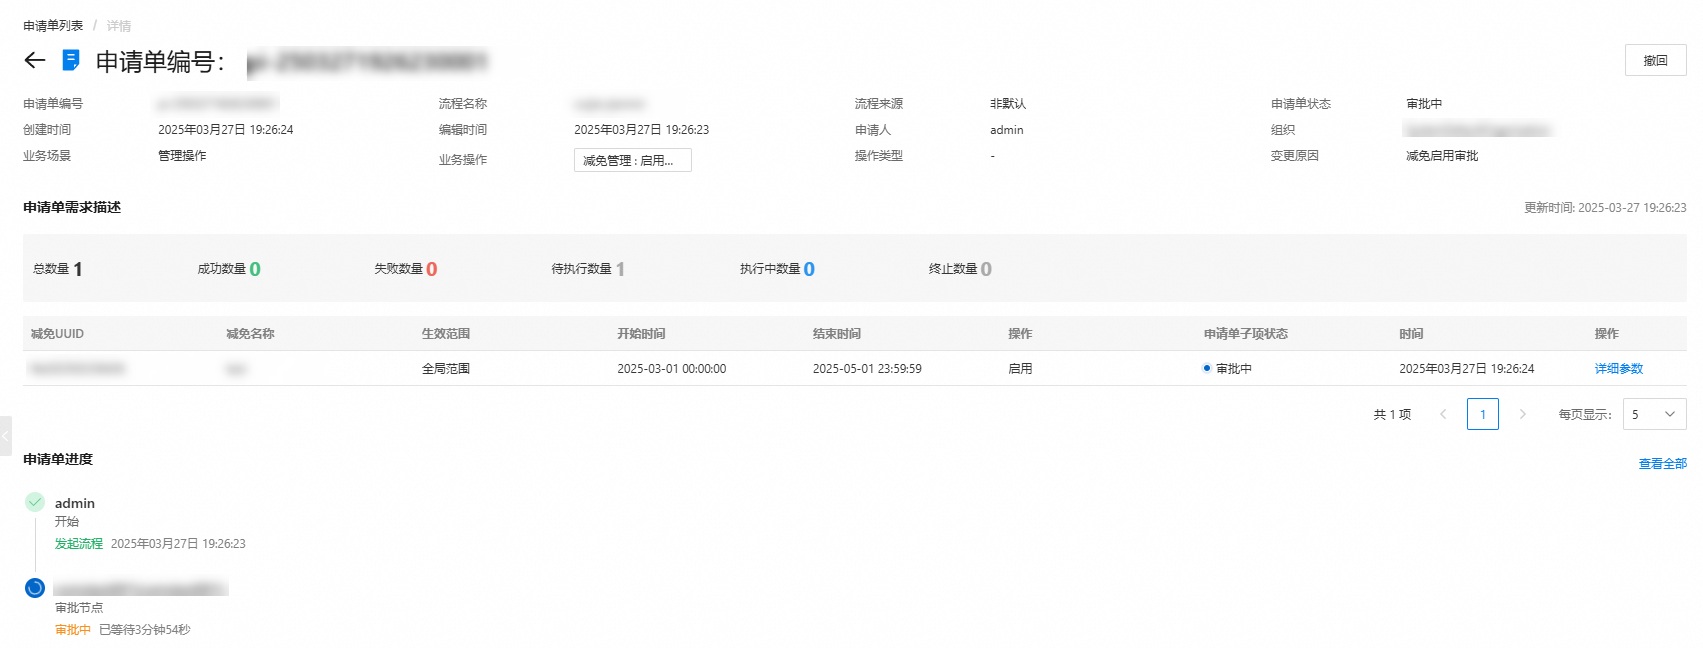 申请单列表 / 详情
申请单编号：
撤回
申请单编号 流程名称 流程来源 非默认 申请单状态 审批中
创建时间 2025年03月27日 19:26:24 编辑时间 2025年03月27日 19:26:23 申请人 admin 组织
业务场景 管理操作 业务操作 减免管理 : 启用... 操作类型 - 变更原因 减免启用审批
申请单需求描述 更新时间: 2025-03-27 19:26:23
总数量 1 成功数量 0 失败数量 0 待执行数量 1 执行中数量 0 终止数量 0
减免UUID 减免名称 生效范围 开始时间 结束时间 操作 申请单子项状态 时间 操作
全局范围 2025-03-01 00:00:00 2025-05-01 23:59:59 启用 审批中 2025年03月27日 19:26:24 详细参数
共 1 项 1 每页显示: 5
申请单进度 查看全部
admin
开始
发起流程 2025年03月27日 19:26:23
审批节点
审批中 已等待3分钟54秒